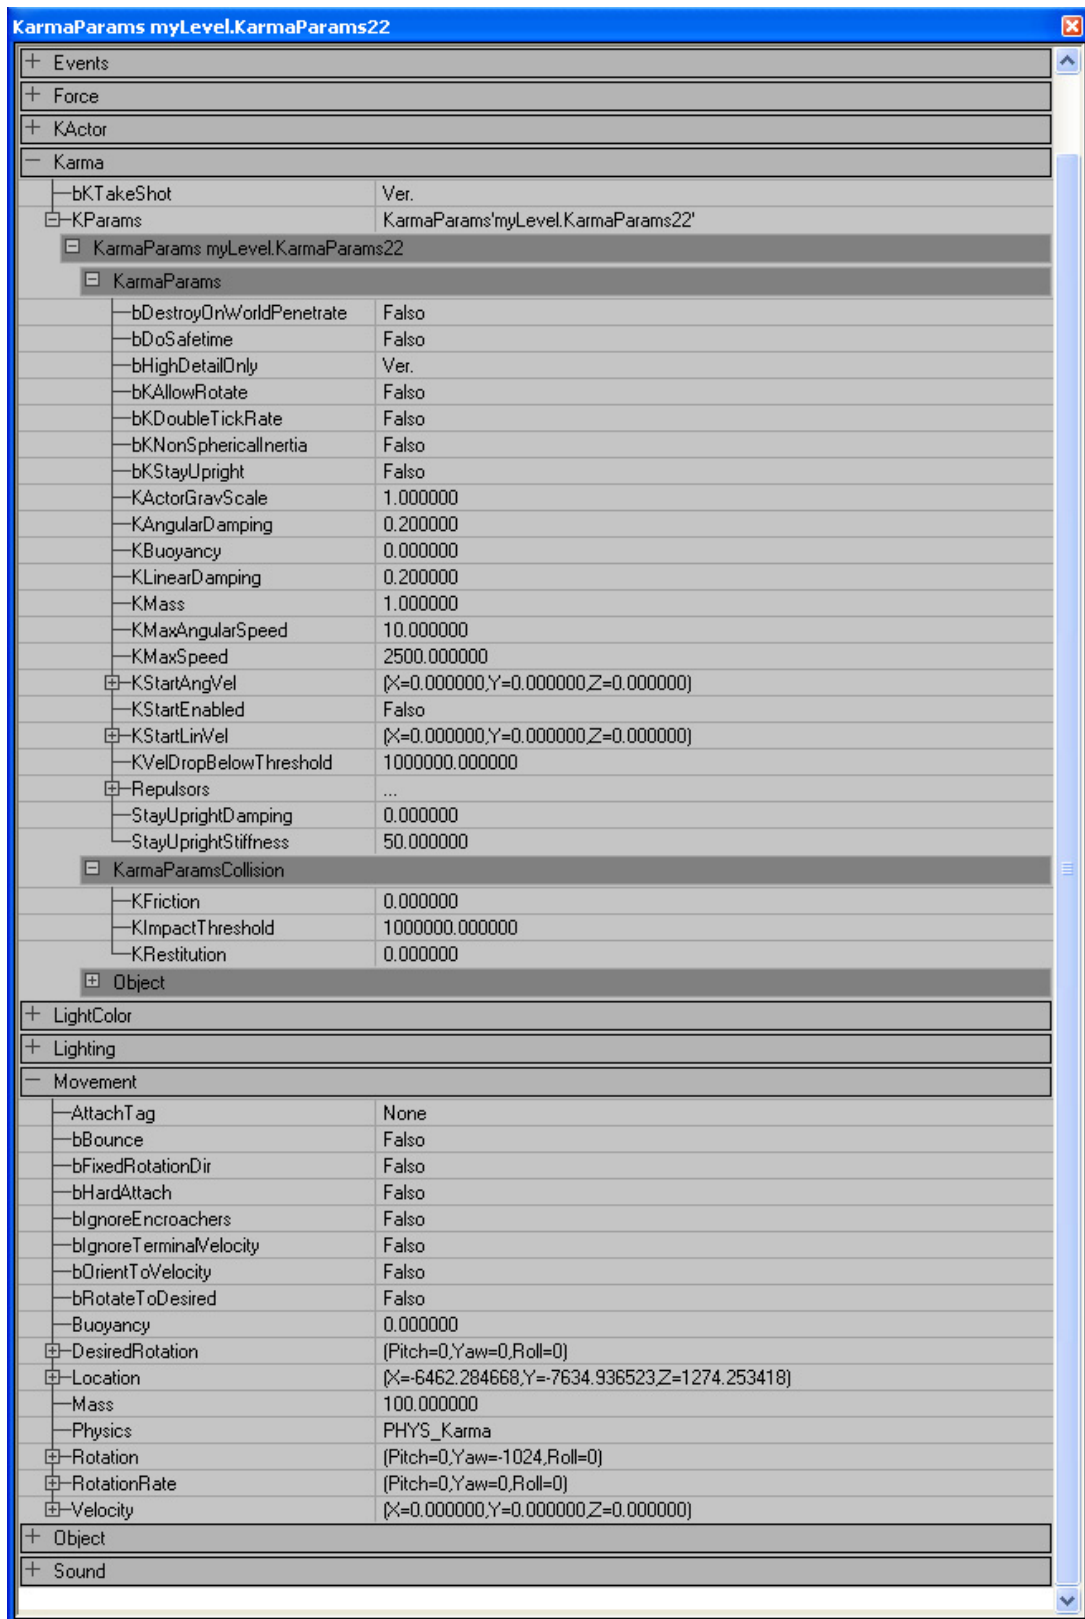 KarmaParams myLevel.KarmaParams22
Events
Force
KActor
Karma
bKTakeShot Ver.
KParams KarmaParams'myLevel.KarmaParams22'
KarmaParams myLevel.KarmaParams22
KarmaParams
bDestroyOnWorldPenetrate Falso
bDoSafetime Falso
bHighDetailOnly Ver.
bKAllowRotate Falso
bKDoubleTickRate Falso
bKNonSphericalInertia Falso
bKStayUpright Falso
KActorGravScale 1.000000
KAngularDamping 0.200000
KBuoyancy 0.000000
KLinearDamping 0.200000
KMass 1.000000
KMaxAngularSpeed 10.000000
KMaxSpeed 2500.000000
KStartAngVel (X=0.000000,Y=0.000000,Z=0.000000)
KStartEnabled Falso
KStartLinVel (X=0.000000,Y=0.000000,Z=0.000000)
KVelDropBelowThreshold 1000000.000000
Repulsors ...
StayUprightDamping 0.000000
StayUprightStiffness 50.000000
KarmaParamsCollision
KFriction 0.000000
KImpactThreshold 1000000.000000
KRestitution 0.000000
Object
LightColor
Lighting
Movement
AttachTag None
bBounce Falso
bFixedRotationDir Falso
bHardAttach Falso
bIgnoreEncroachers Falso
bIgnoreTerminalVelocity Falso
bOrientToVelocity Falso
bRotateToDesired Falso
Buoyancy 0.000000
DesiredRotation (Pitch=0,Yaw=0,Roll=0)
Location (X=-6462.284668,Y=-7634.936523,Z=1274.253418)
Mass 100.000000
Physics PHYS_Karma
Rotation (Pitch=0,Yaw=-1024,Roll=0)
RotationRate (Pitch=0,Yaw=0,Roll=0)
Velocity (X=0.000000,Y=0.000000,Z=0.000000)
Object
Sound